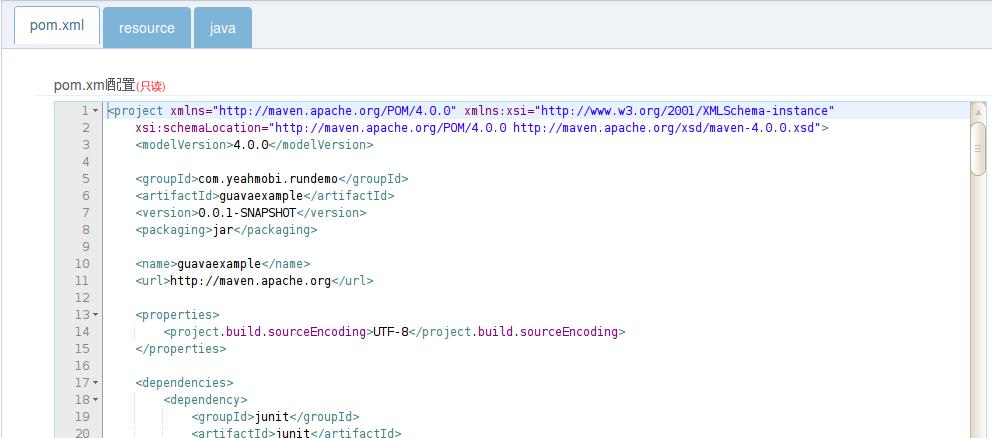 pom.xml resource java
pom.xml配置(只读)
1 <project xmlns="http://maven.apache.org/POM/4.0.0" xmlns:xsi="http://www.w3.org/2001/XMLSchema-instance"
2 xsi:schemaLocation="http://maven.apache.org/POM/4.0.0 http://maven.apache.org/xsd/maven-4.0.0.xsd">
3 <modelVersion>4.0.0</modelVersion>
4
5 <groupId>com.yeahmobi.rundemo</groupId>
6 <artifactId>guavaexample</artifactId>
7 <version>0.0.1-SNAPSHOT</version>
8 <packaging>jar</packaging>
9
10 <name>guavaexample</name>
11 <url>http://maven.apache.org</url>
12
13 <properties>
14 <project.build.sourceEncoding>UTF-8</project.build.sourceEncoding>
15 </properties>
16
17 <dependencies>
18 <dependency>
19 <groupId>junit</groupId>
20 <artifactId>junit</artifactId>